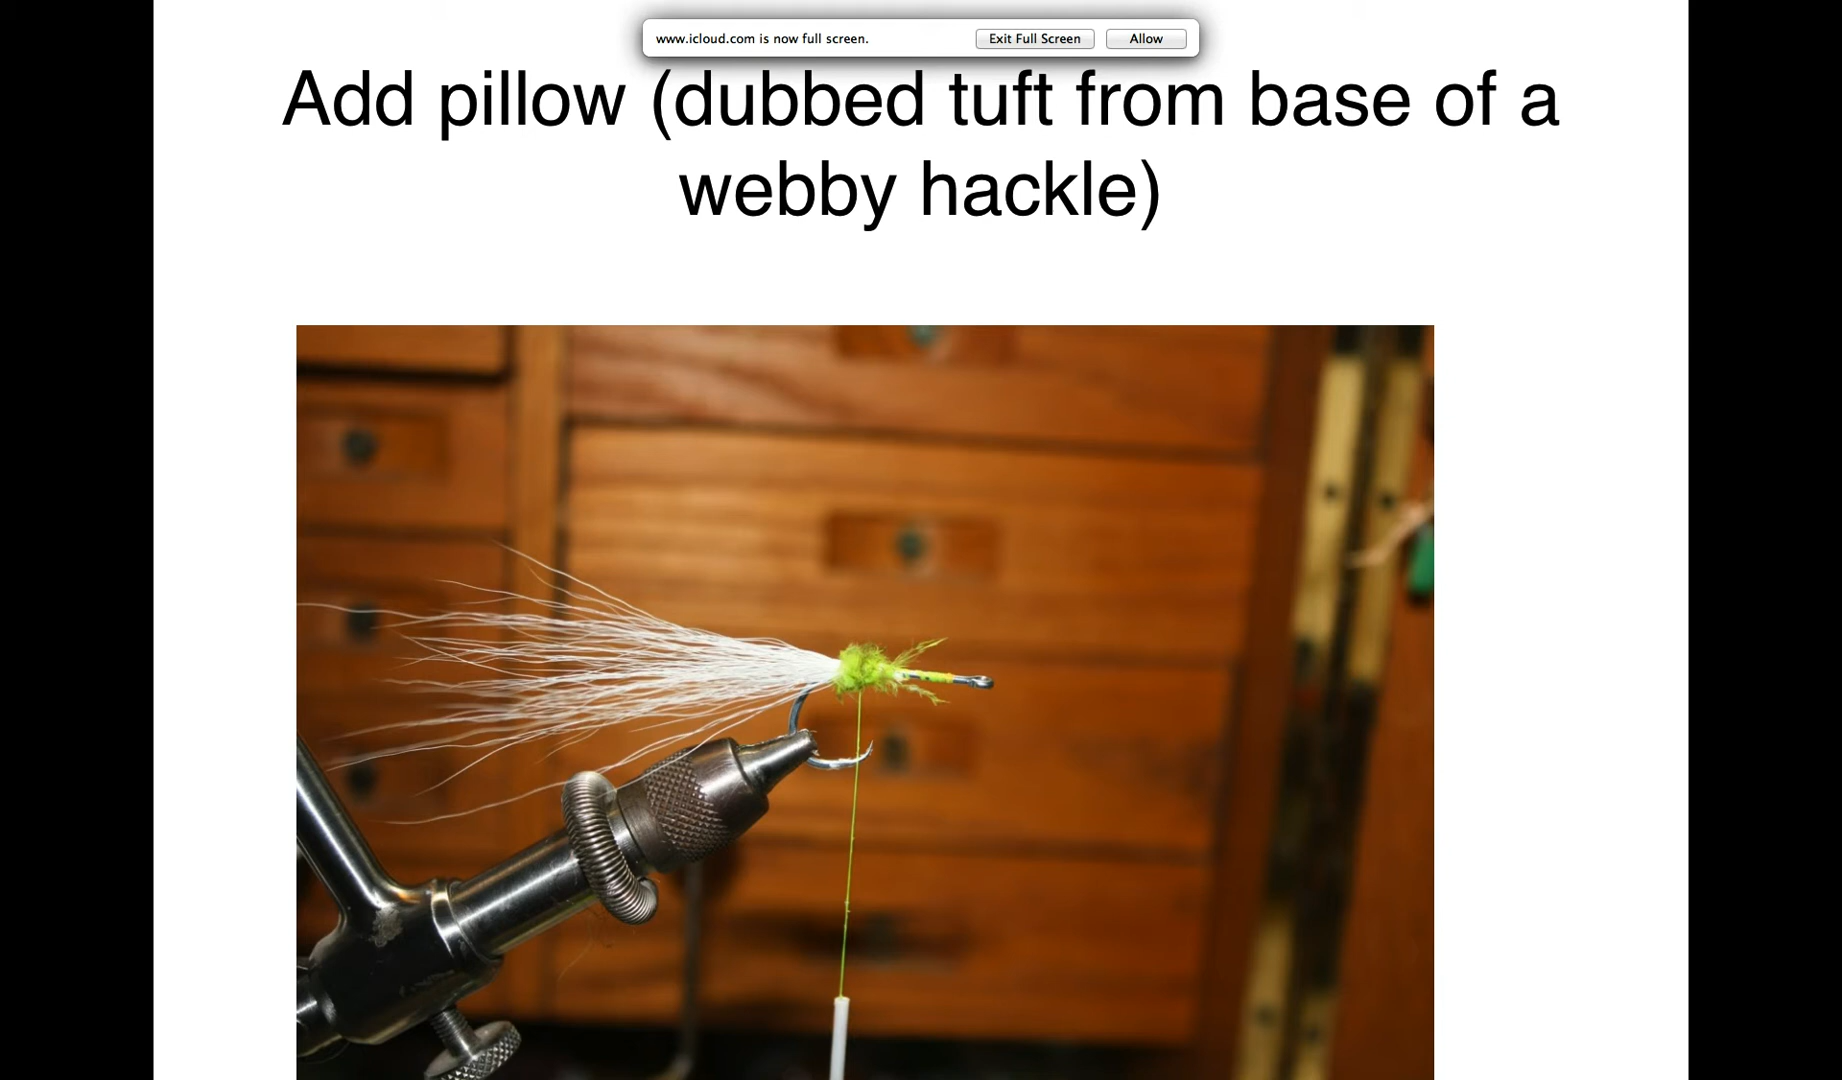 www.icloud.com is now full screen. Exit Full Screen Allow
Add pillow (dubbed tuft from base of a
webby hackle)